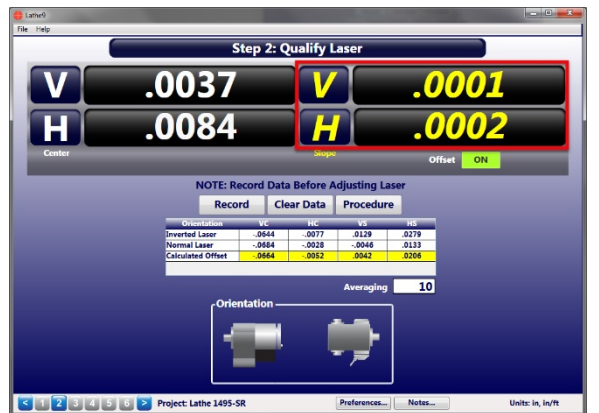 Lathe9
File Help
Step 2: Qualify Laser
V .0037 V .0001
H .0084 H .0002
Center Slope Offset ON
NOTE: Record Data Before Adjusting Laser
Record Clear Data Procedure
Orientation VC HC VS HS
Inverted Laser -.0644 -.0077 .0129 .0279
Normal Laser -.0684 -.0028 -.0046 .0133
Calculated Offset -.0664 -.0052 .0042 .0206
Averaging 10
Orientation
< 1 2 3 4 5 6 > Project: Lathe 1495-SR Preferences... Notes... Units: in, in/ft